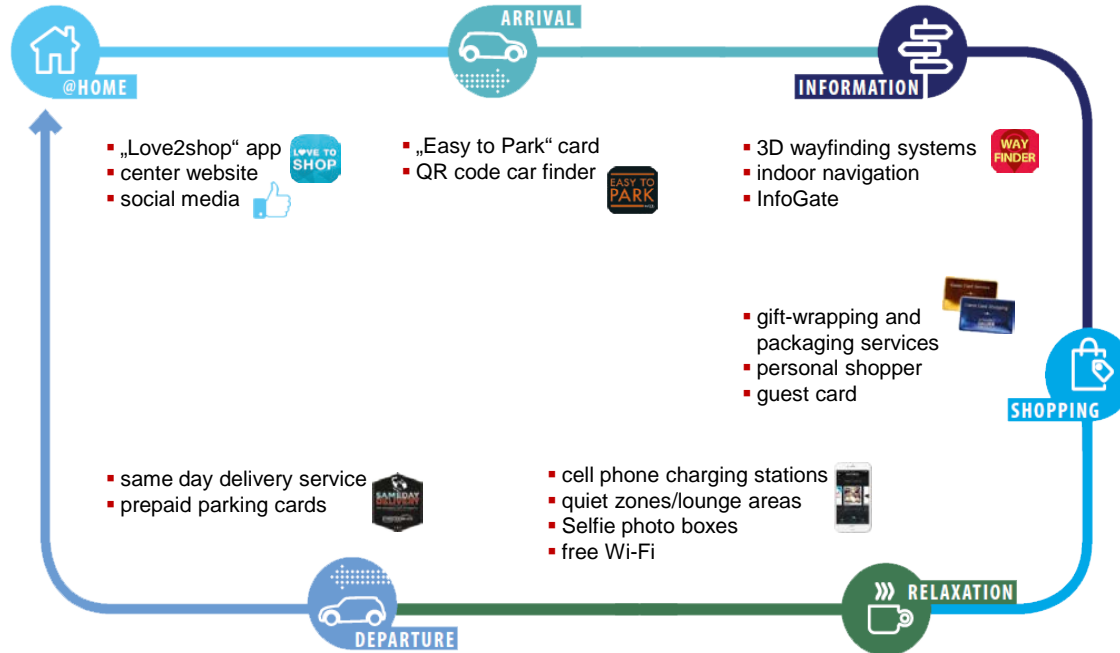 ARRIVAL
@HOME
INFORMATION
▪ „Love2shop“ app
▪ center website
▪ social media
LOVE TO
SHOP
▪ „Easy to Park“ card
▪ QR code car finder
EASY TO
PARK
▪ 3D wayfinding systems
▪ indoor navigation
▪ InfoGate
WAY
FINDER
▪ gift-wrapping and
packaging services
▪ personal shopper
▪ guest card
SHOPPING
▪ same day delivery service
▪ prepaid parking cards
SAMEDAY
DELIVERY
▪ cell phone charging stations
▪ quiet zones/lounge areas
▪ Selfie photo boxes
▪ free Wi-Fi
RELAXATION
DEPARTURE